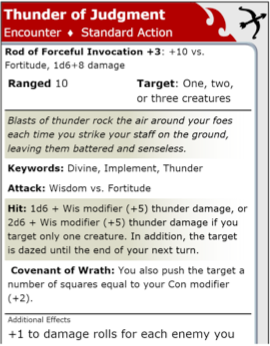 Thunder of Judgment
Encounter ♦ Standard Action
Rod of Forceful Invocation +3: +10 vs.
Fortitude, 1d6+8 damage
Ranged 10 Target: One, two,
or three creatures
Blasts of thunder rock the air around your foes
each time you strike your staff on the ground,
leaving them battered and senseless.
Keywords: Divine, Implement, Thunder
Attack: Wisdom vs. Fortitude
Hit: 1d6 + Wis modifier (+5) thunder damage, or
2d6 + Wis modifier (+5) thunder damage if you
target only one creature. In addition, the target
is dazed until the end of your next turn.
Covenant of Wrath: You also push the target a
number of squares equal to your Con modifier
(+2).
Additional Effects
+1 to damage rolls for each enemy you